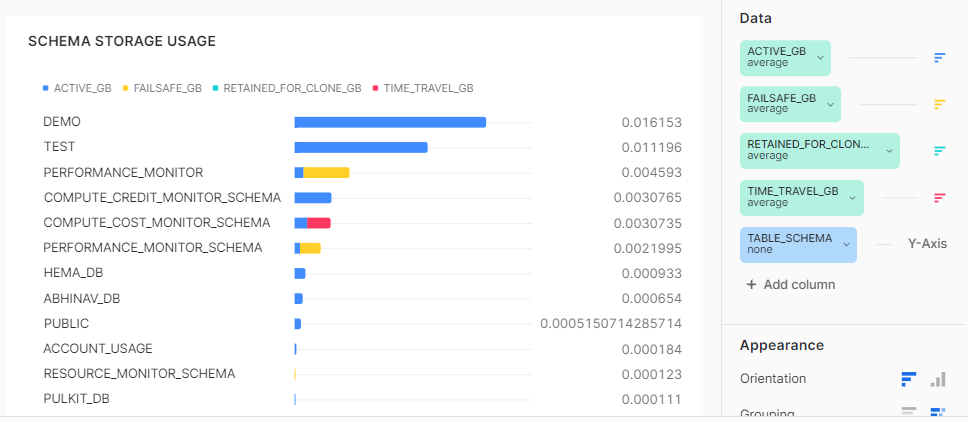 SCHEMA STORAGE USAGE
ACTIVE_GB FAILSAFE_GB RETAINED_FOR_CLONE_GB TIME_TRAVEL_GB
DEMO 0.016153
TEST 0.011196
PERFORMANCE_MONITOR 0.004593
COMPUTE_CREDIT_MONITOR_SCHEMA 0.0030765
COMPUTE_COST_MONITOR_SCHEMA 0.0030735
PERFORMANCE_MONITOR_SCHEMA 0.0021995
HEMA_DB 0.000933
ABHINAV_DB 0.000654
PUBLIC 0.0005150714285714
ACCOUNT_USAGE 0.000184
RESOURCE_MONITOR_SCHEMA 0.000123
PULKIT_DB 0.000111
Data
ACTIVE_GB
average
FAILSAFE_GB
average
RETAINED_FOR_CLON...
average
TIME_TRAVEL_GB
average
TABLE_SCHEMA
none
Y-Axis
+ Add column
Appearance
Orientation
Grouping